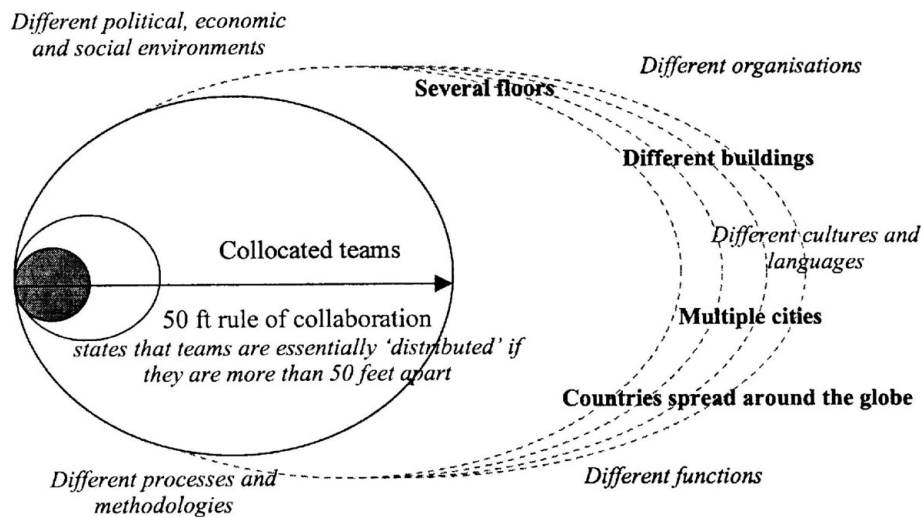 Different political, economic
and social environments
Different organisations
Several floors
Different buildings
Collocated teams
Different cultures and
languages
50 ft rule of collaboration
Multiple cities
states that teams are essentially ‘distributed’ if
they are more than 50 feet apart
Countries spread around the globe
Different processes and
methodologies
Different functions